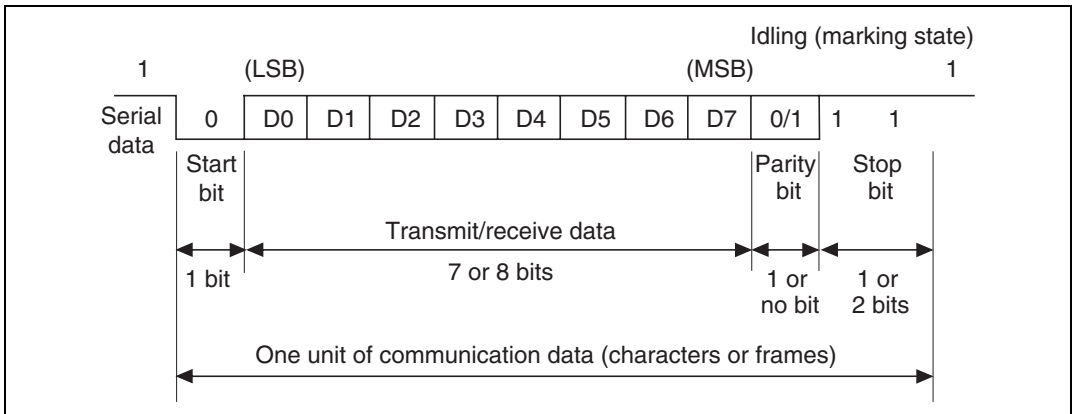 Idling (marking state)
1 (LSB) (MSB) 1
Serial data 0 D0 D1 D2 D3 D4 D5 D6 D7 0/1 1 1
Start bit
Parity bit
Stop bit
Transmit/receive data
1 bit
7 or 8 bits
1 or no bit
1 or 2 bits
One unit of communication data (characters or frames)